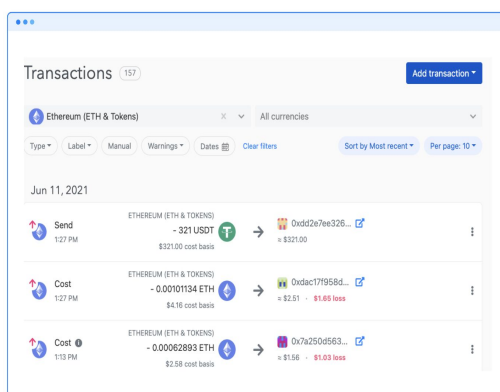 Transactions 157
Add transaction
Ethereum (ETH & Tokens) X All currencies
Type Label Manual Warnings Dates Clear filters Sort by Most recent Per page: 10
Jun 11, 2021
Send
1:27 PM
ETHEREUM (ETH & TOKENS)
- 321 USDT
$321.00 cost basis
0xdd2e7ee326...
≈ $321.00
Cost
1:27 PM
ETHEREUM (ETH & TOKENS)
- 0.00101134 ETH
$4.16 cost basis
0xdac17f958d...
≈ $2.51 · $1.65 loss
Cost
1:13 PM
ETHEREUM (ETH & TOKENS)
- 0.00062893 ETH
$2.58 cost basis
0x7a250d563...
≈ $1.56 · $1.03 loss